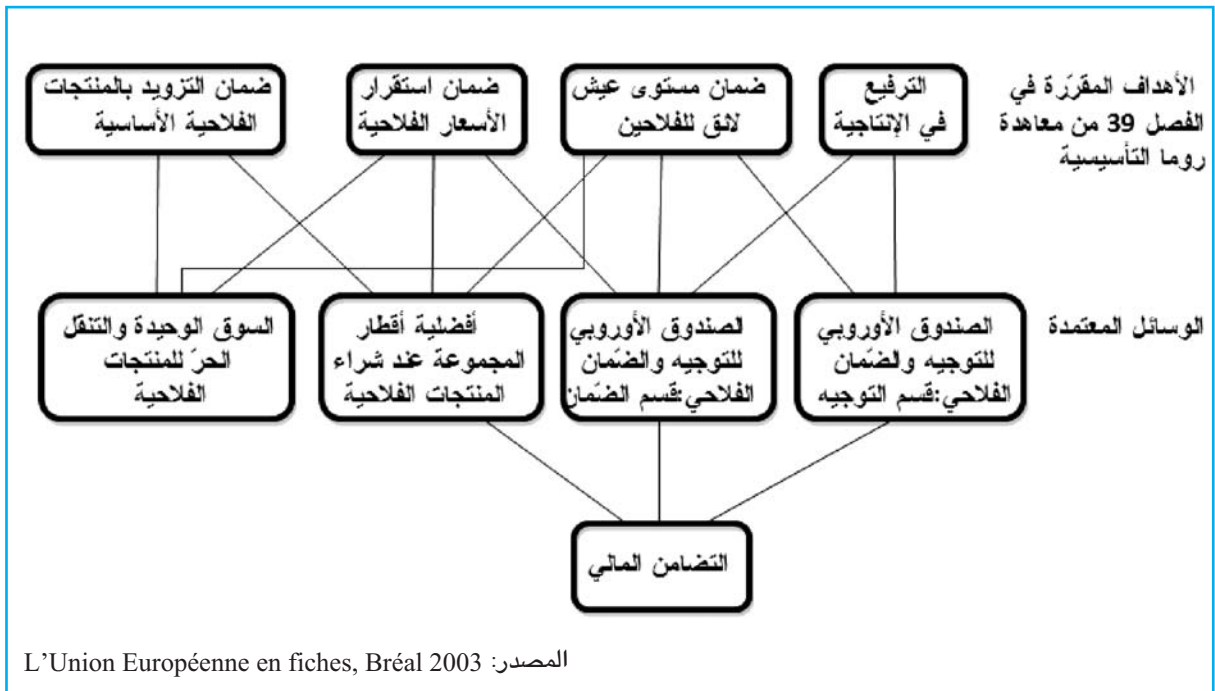 الأهداف المقرّرة في
الفصل 39 من معاهدة
روما التأسيسية
الترفيع
في الإنتاجية
ضمان مستوى عيش
لائق للفلاحين
ضمان استقرار
الأسعار الفلاحية
ضمان التزويد بالمنتجات
الفلاحية الأساسية
الوسائل المعتمدة
الصندوق الأوروبي
للتوجيه والضّمان
الفلاحي:قسم التوجيه
الصندوق الأوروبي
للتوجيه والضّمان
الفلاحي:قسم الضّمان
أفضلية أقطار
المجموعة عند شراء
المنتجات الفلاحية
السوق الوحيدة والتنقل
الحرّ للمنتجات
الفلاحية
التضامن المالي
المصدر: L'Union Européenne en fiches, Bréal 2003